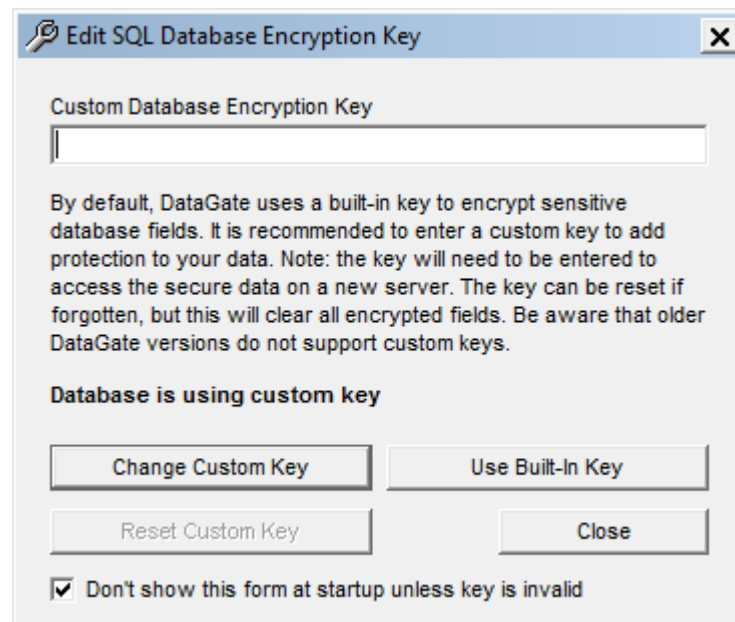 Edit SQL Database Encryption Key
Custom Database Encryption Key
By default, DataGate uses a built-in key to encrypt sensitive
database fields. It is recommended to enter a custom key to add
protection to your data. Note: the key will need to be entered to
access the secure data on a new server. The key can be reset if
forgotten, but this will clear all encrypted fields. Be aware that older
DataGate versions do not support custom keys.
Database is using custom key
Change Custom Key
Use Built-In Key
Reset Custom Key
Close
Don't show this form at startup unless key is invalid